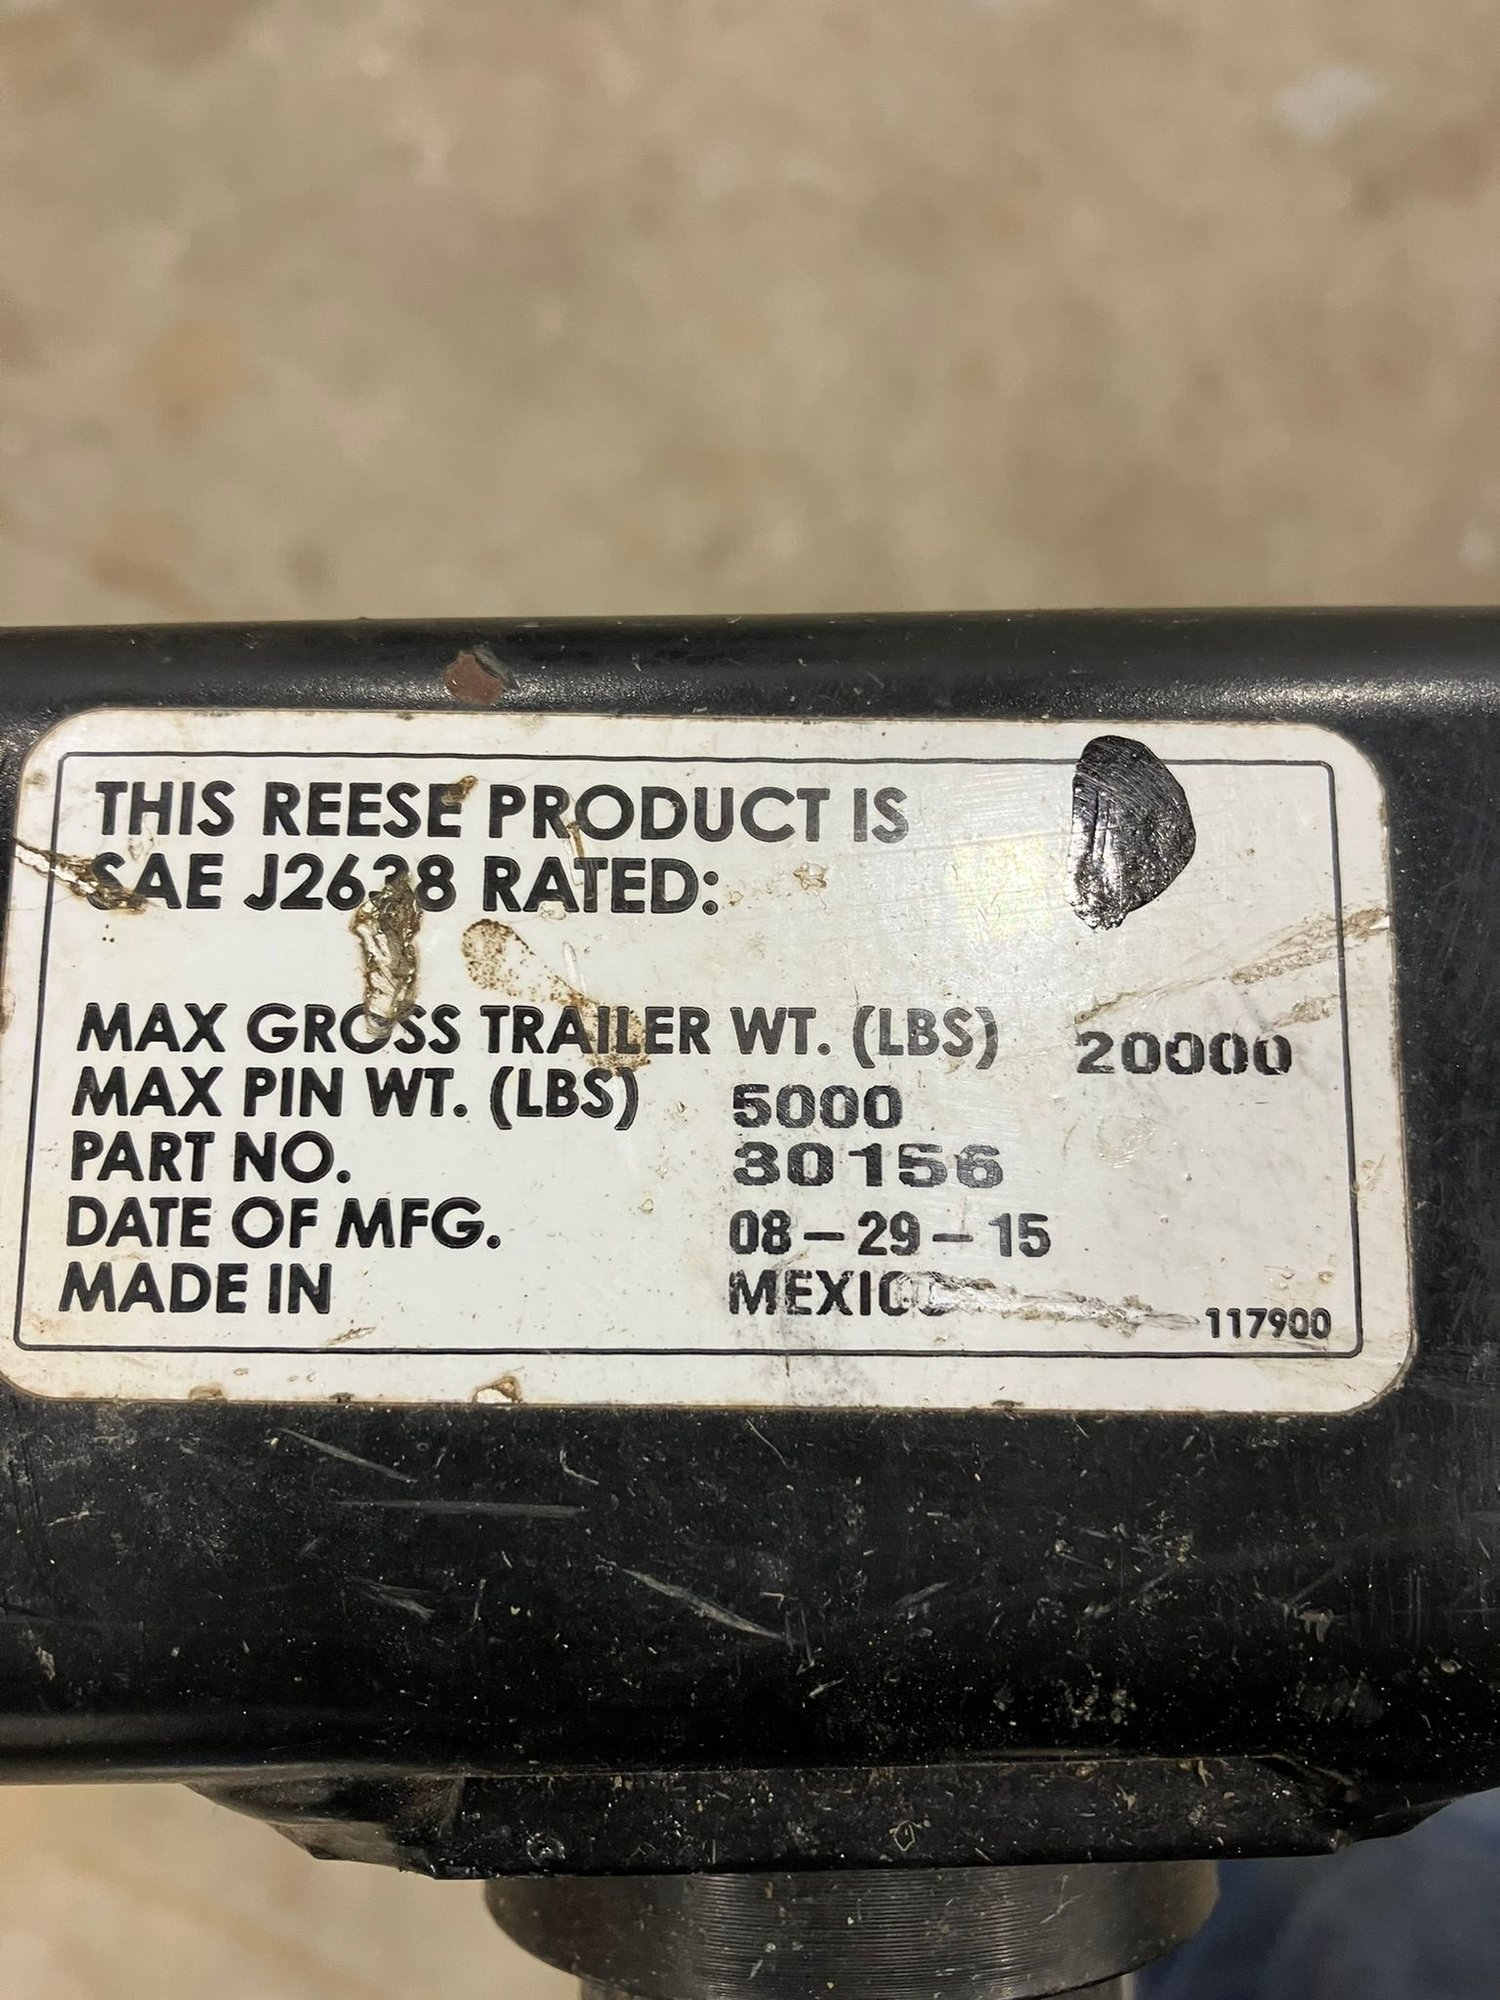 THIS REESE PRODUCT IS
SAE J2638 RATED:
MAX GROSS TRAILER WT. (LBS) 20000
MAX PIN WT. (LBS) 5000
PART NO. 30156
DATE OF MFG. 08-29-15
MADE IN MEXICO
117900